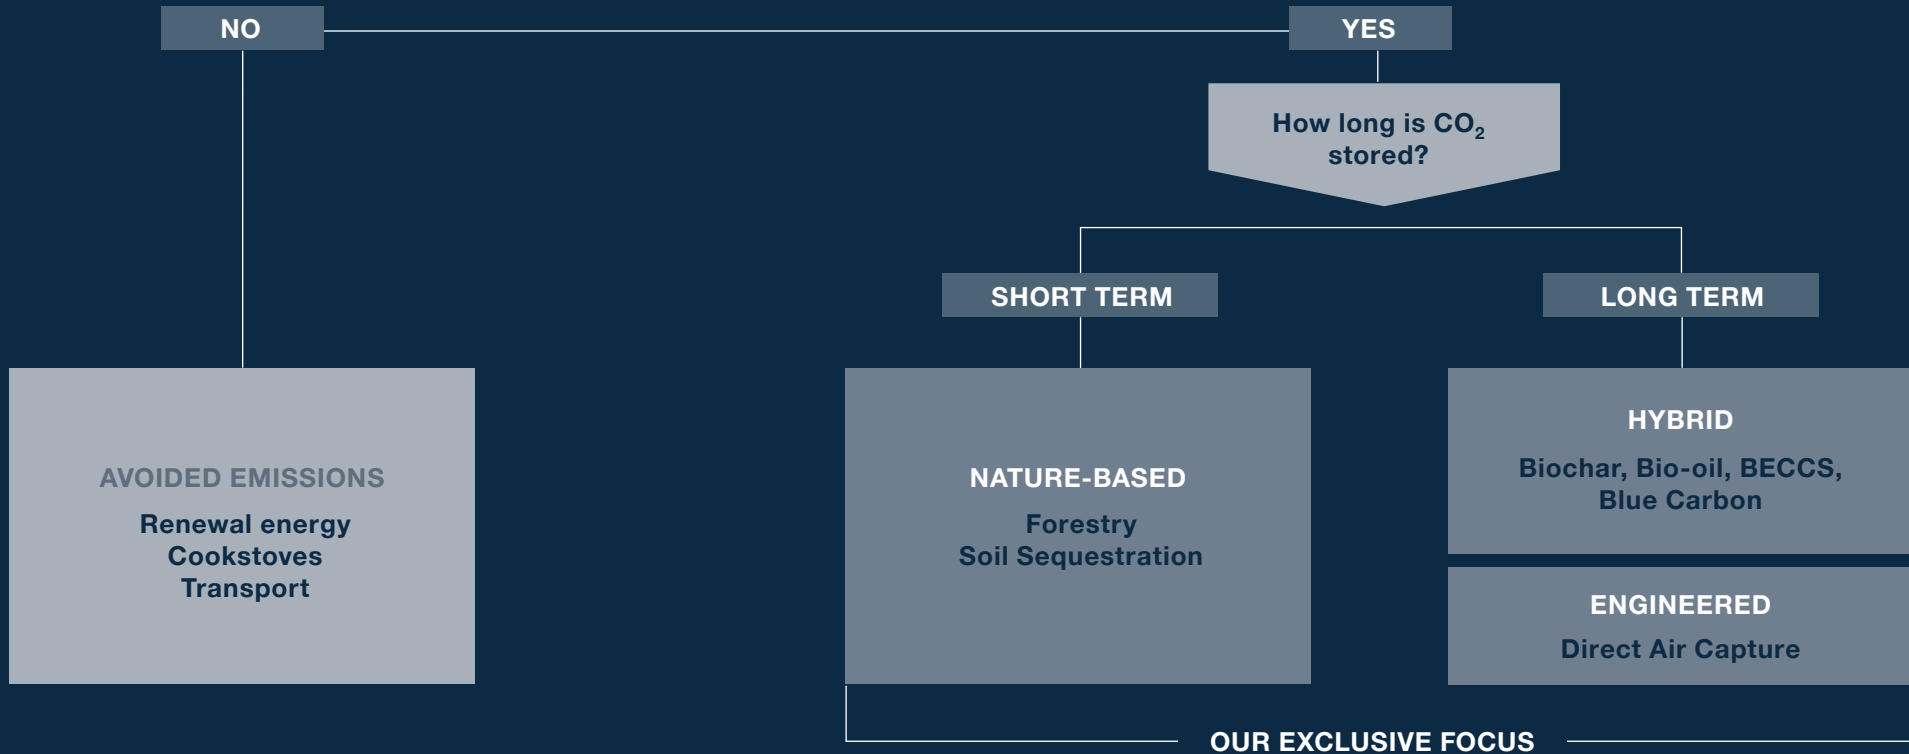 NO
YES
How long is CO₂
stored?
SHORT TERM
LONG TERM
AVOIDED EMISSIONS
Renewal energy
Cookstoves
Transport
NATURE-BASED
Forestry
Soil Sequestration
HYBRID
Biochar, Bio-oil, BECCS,
Blue Carbon
ENGINEERED
Direct Air Capture
OUR EXCLUSIVE FOCUS